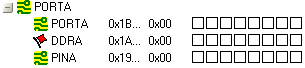 PORTA
PORTA 0x1B... 0x00
DDRA 0x1A... 0x00
PINA 0x19... 0x00